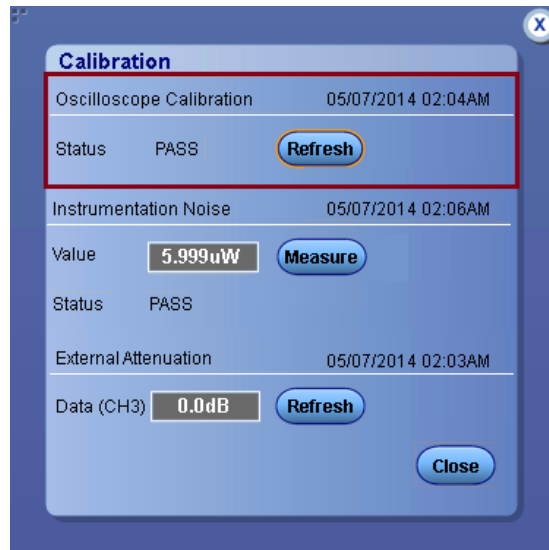 X
Calibration
Oscilloscope Calibration 05/07/2014 02:04AM
Status PASS Refresh
Instrumentation Noise 05/07/2014 02:06AM
Value 5.999uW Measure
Status PASS
External Attenuation 05/07/2014 02:03AM
Data (CH3) 0.0dB Refresh
Close